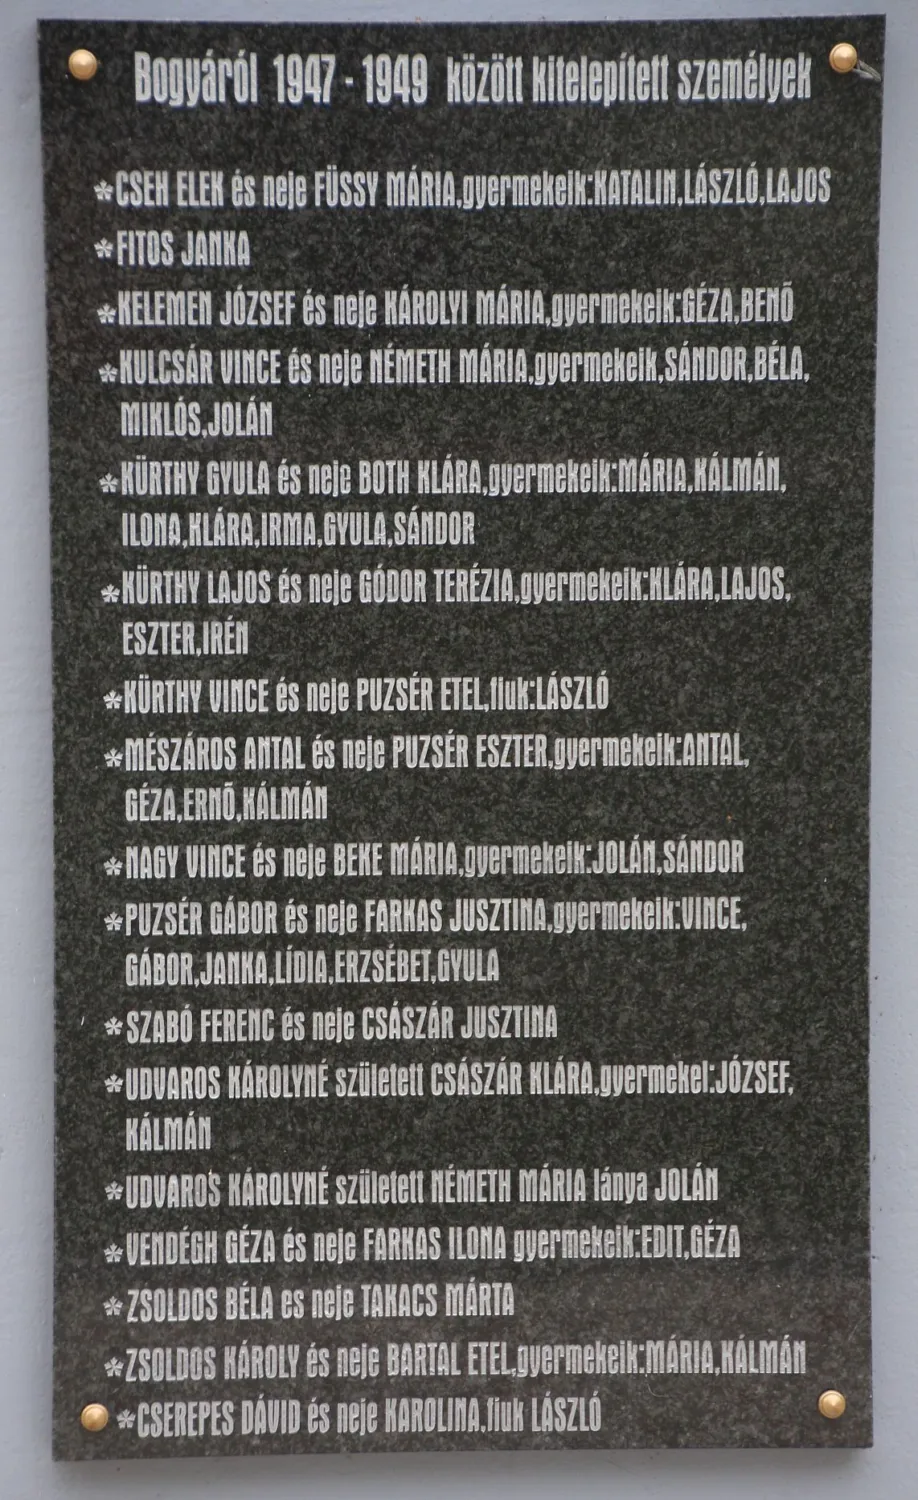 Bogyáról 1947 - 1949 között kitelepített személyek
*CSEH ELEK és neje FÜSSY MÁRIA,gyermekeik:KATALIN,LÁSZLÓ,LAJOS
*FITOS JANKA
*KELEMEN JÓZSEF és neje KÁROLYI MÁRIA,gyermekeik:GÉZA,BENŐ
*KULCSÁR VINCE és neje NÉMETH MÁRIA,gyermekeik,SÁNDOR,BÉLA,
MIKLÓS,JOLÁN
*KÜRTHY GYULA és neje BOTH KLÁRA,gyermekeik:MÁRIA,KÁLMÁN,
ILONA,KLÁRA,IRMA,GYULA,SÁNDOR
*KÜRTHY LAJOS és neje GÓDOR TERÉZIA,gyermekeik:KLÁRA,LAJOS,
ESZTER,IRÉN
*KÜRTHY VINCE és neje PUZSÉR ETEL,fiuk:LÁSZLÓ
*MÉSZÁROS ANTAL és neje PUZSÉR ESZTER,gyermekeik:ANTAL,
GÉZA,ERNŐ,KÁLMÁN
*NAGY VINCE és neje BEKE MÁRIA,gyermekeik:JOLÁN,SÁNDOR
*PUZSÉR GÁBOR és neje FARKAS JUSZTINA,gyermekeik:VINCE,
GÁBOR,JANKA,LÍDIA,ERZSÉBET,GYULA
*SZABÓ FERENC és neje CSÁSZÁR JUSZTINA
*UDVAROS KÁROLYNÉ született CSÁSZÁR KLÁRA,gyermekei:JÓZSEF,
KÁLMÁN
*UDVAROS KÁROLYNÉ született NÉMETH MÁRIA lánya JOLÁN
*VENDÉGH GÉZA és neje FARKAS ILONA gyermekeik:EDIT,GÉZA
*ZSOLDOS BÉLA es neje TAKACS MÁRTA
*ZSOLDOS KÁROLY és neje BARTAL ETEL,gyermekeik:MÁRIA,KÁLMÁN
*CSEREPES DÁVID és neje KAROLINA,fiuk LÁSZLÓ